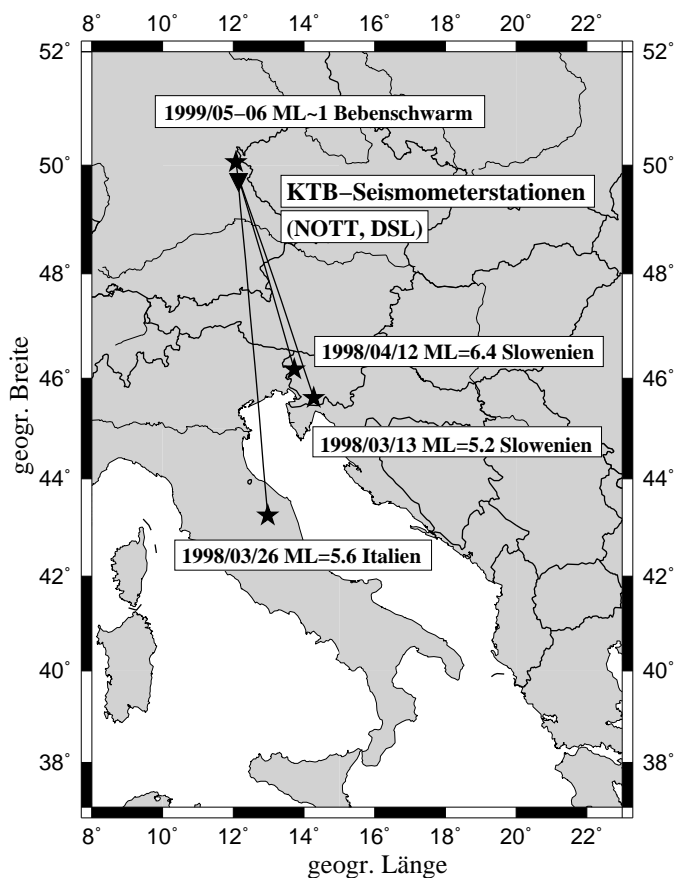 8˚ 10˚ 12˚ 14˚ 16˚ 18˚ 20˚ 22˚
52˚ 52˚
1999/05−06 ML~1 Bebenschwarm
50˚ 50˚
KTB−Seismometerstationen
(NOTT, DSL)
48˚ 48˚
1998/04/12 ML=6.4 Slowenien
46˚ 46˚
1998/03/13 ML=5.2 Slowenien
44˚ 44˚
1998/03/26 ML=5.6 Italien
42˚ 42˚
40˚ 40˚
38˚ 38˚
geogr. Breite
8˚ 10˚ 12˚ 14˚ 16˚ 18˚ 20˚ 22˚
geogr. Länge